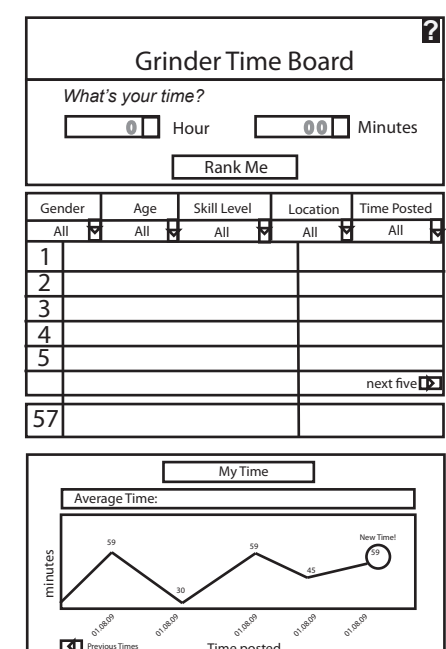 ?
Grinder Time Board
What's your time?
0 Hour 00 Minutes
Rank Me
Gender Age Skill Level Location Time Posted
All All All All All
1
2
3
4
5
next five
57
My Time
Average Time:
minutes
59 30 59 45 59
New Time!
01.08.09 01.08.09 01.08.09 01.08.09 01.08.09
Previous Times Time posted